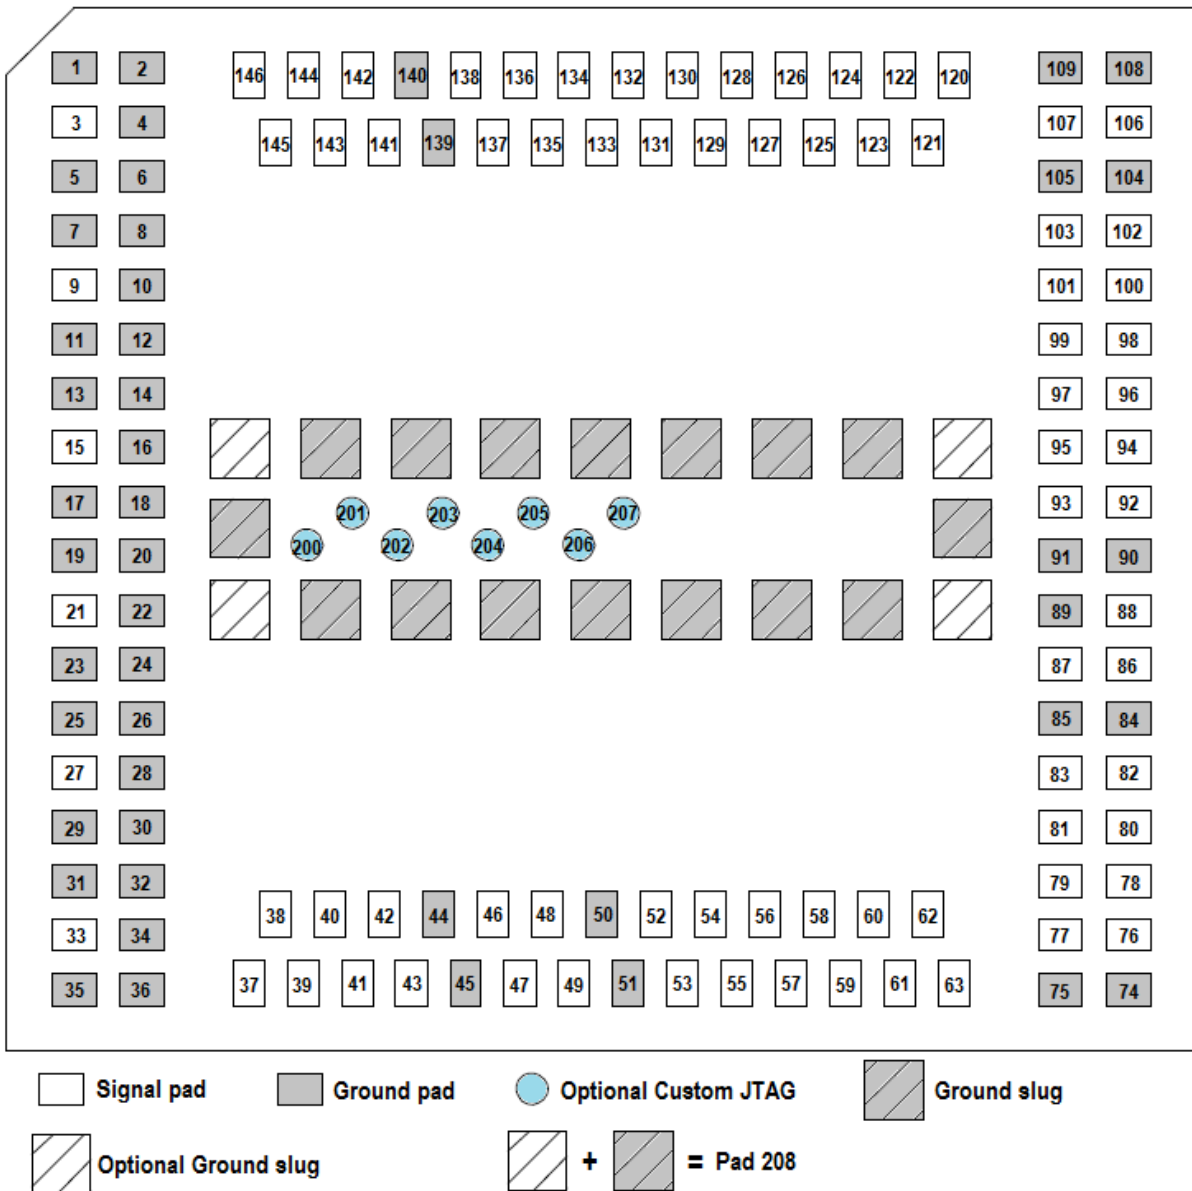 1 2 146 144 142 140 138 136 134 132 130 128 126 124 122 120 109 108
3 4 145 143 141 139 137 135 133 131 129 127 125 123 121 107 106
5 6 105 104
7 8 103 102
9 10 101 100
11 12 99 98
13 14 97 96
15 16 95 94
17 18 201 203 205 207 93 92
19 20 200 202 204 206 91 90
21 22 89 88
23 24 87 86
25 26 85 84
27 28 83 82
29 30 81 80
31 32 79 78
38 40 42 44 46 48 50 52 54 56 58 60 62
33 34 77 76
35 36 37 39 41 43 45 47 49 51 53 55 57 59 61 63 75 74
Signal pad Ground pad Optional Custom JTAG Ground slug
Optional Ground slug + = Pad 208